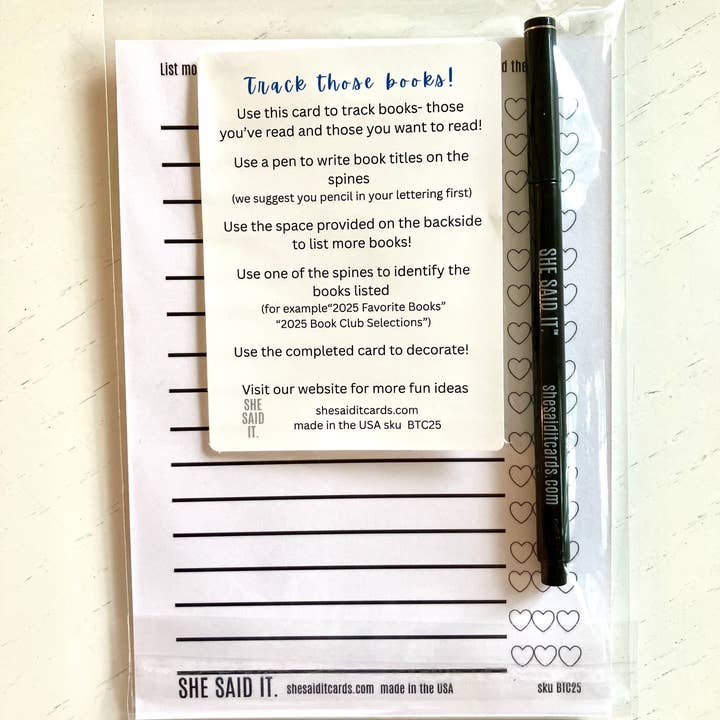 List mo
d the
Track those books!
Use this card to track books- those
you've read and those you want to read!
Use a pen to write book titles on the
spines
(we suggest you pencil in your lettering first)
Use the space provided on the backside
to list more books!
Use one of the spines to identify the
books listed
(for example“2025 Favorite Books”
“2025 Book Club Selections”)
Use the completed card to decorate!
Visit our website for more fun ideas
SHE
SAID
IT.
shesaiditcards.com
made in the USA sku BTC25
SHE SAID IT.™
shesaiditcards.com
SHE SAID IT. shesaiditcards.com made in the USA sku BTC25